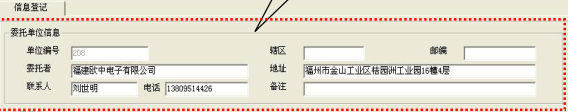 信息登记
委托单位信息
单位编号 208 辖区 邮编
委托者 福建欧中电子有限公司 地址 福州市金山工业区桔园洲工业园16幢4层
联系人 刘世明 电话 13809514426 备注